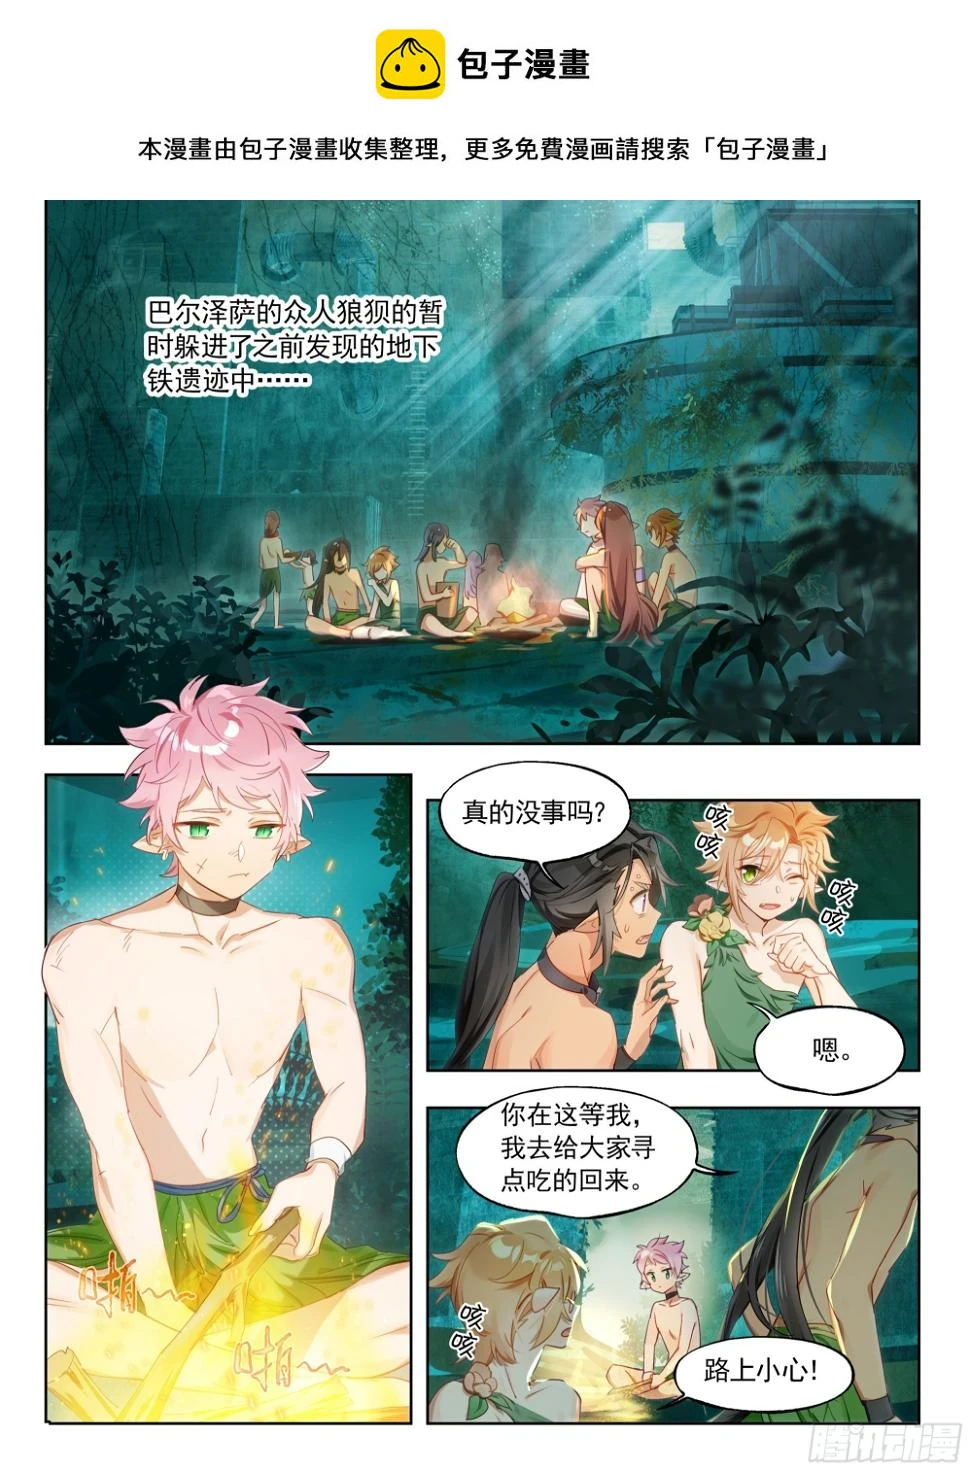 包子漫畫
本漫畫由包子漫畫收集整理，更多免費漫画請搜索「包子漫畫」
巴尔泽萨的众人狼狈的暂
时躲进了之前发现的地下
铁遗迹中……
真的没事吗?
咳
咳
咳
咳
嗯。
啪~~
啪~~
你在这等我，
我去给大家寻
点吃的回来。
咳
咳
路上小心!
腾讯动漫